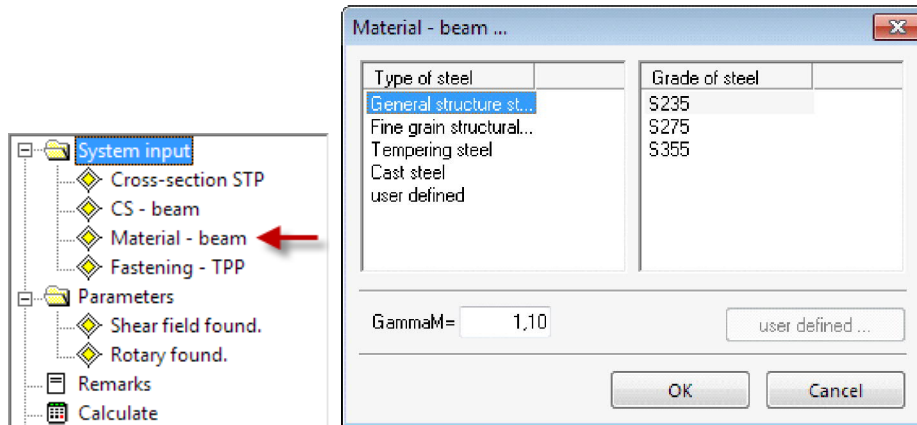 System input
Cross-section STP
CS - beam
Material - beam
Fastening - TPP
Parameters
Shear field found.
Rotary found.
Remarks
Calculate
Material - beam ...
Type of steel
General structure st...
Fine grain structural...
Tempering steel
Cast steel
user defined
Grade of steel
S235
S275
S355
GammaM= 1,10
user defined ...
OK Cancel